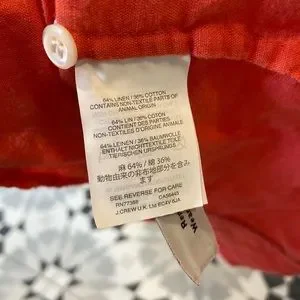 64% LINEN / 36% COTTON
CONTAINS NON-TEXTILE PARTS OF
ANIMAL ORIGIN
64% LIN / 36% COTON
CONTIENT DES PARTIES
NON-TEXTILES D'ORIGINE ANIMALE
64% LEINEN / 36% BAUMWOLLE
ENTHÄLT NICHTTEXTILE TEILE
TIERISCHEN URSPRUNGS
麻 64% / 綿 36%
動物由来の非布地部分を含み
ます
SEE REVERSE FOR CARE
RN77388 CA56445
J.CREW U.K. Ltd EC4V 6JA